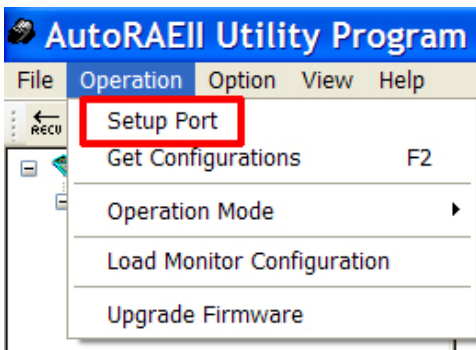 AutoRAEII Utility Program
File Operation Option View Help
RECV
Setup Port
Get Configurations F2
Operation Mode
Load Monitor Configuration
Upgrade Firmware